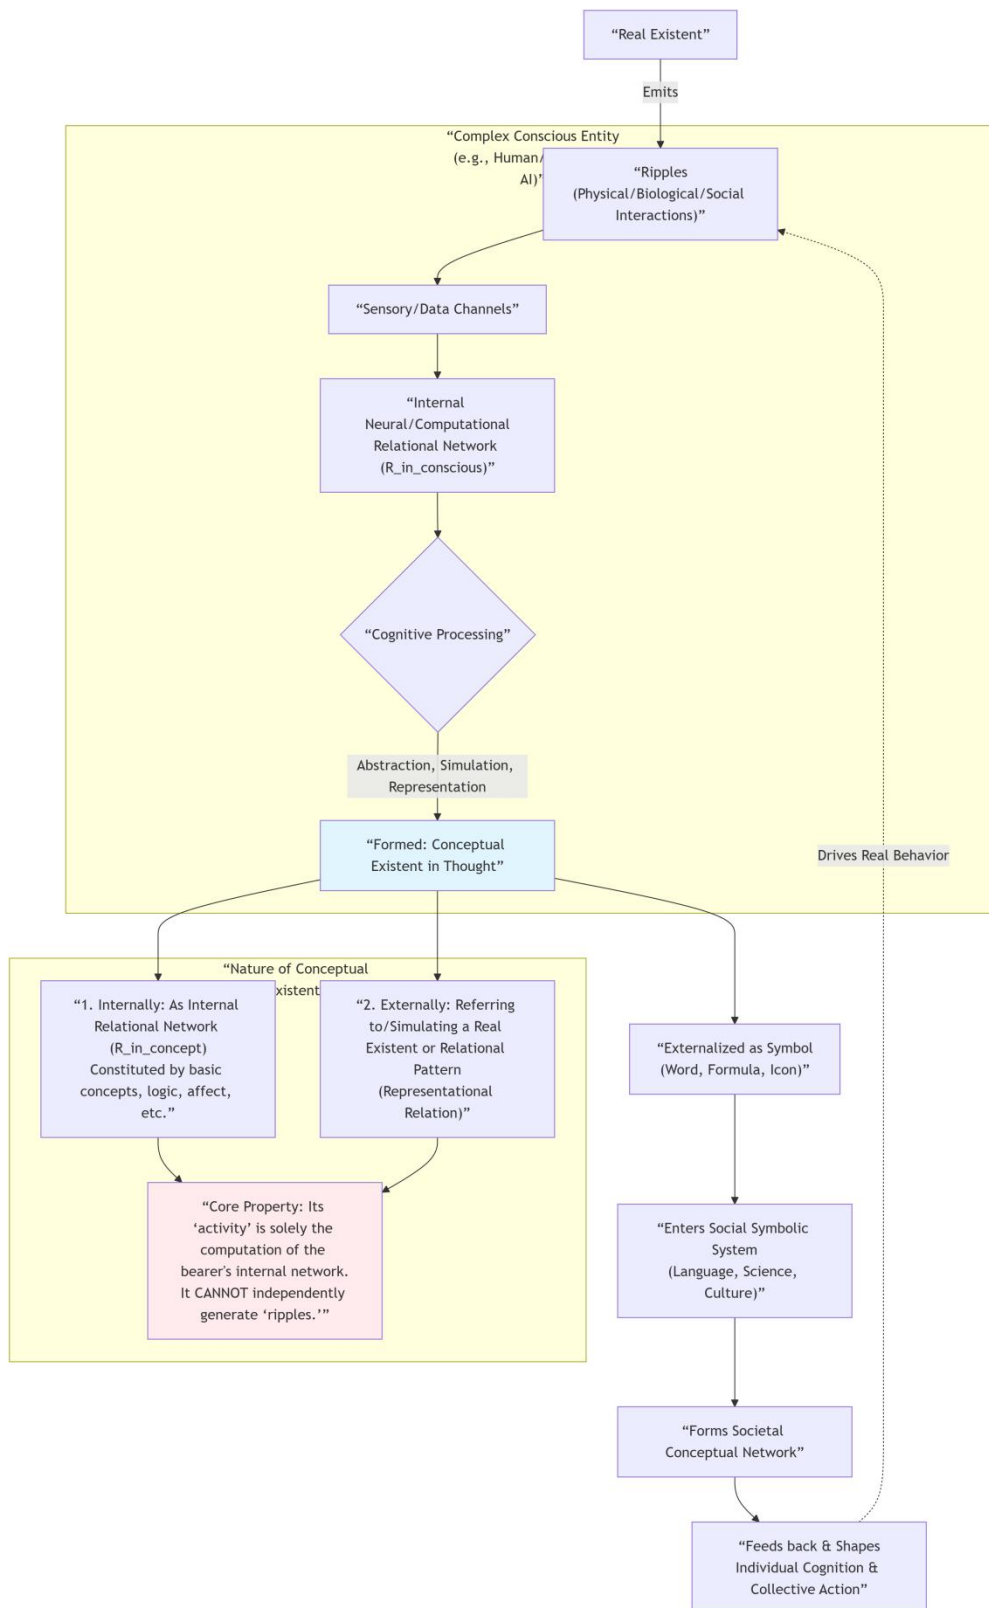 “Real Existent”
Emits
“Complex Conscious Entity
(e.g., Human/
AI)’
“Ripples
(Physical/Biological/Social
Interactions)”
“Sensory/Data Channels”
“Internal
Neural/Computational
Relational Network
(R_in_conscious)”
“Cognitive Processing”
Abstraction, Simulation,
Representation
“Formed: Conceptual
Existent in Thought”
Drives Real Behavior
“Nature of Conceptual
xistent
“1. Internally: As Internal
Relational Network
(R_in_concept)
Constituted by basic
concepts, logic, affect,
etc.”
“2. Externally: Referring
to/Simulating a Real
Existent or Relational
Pattern
(Representational
Relation)”
“Externalized as Symbol
(Word, Formula, Icon)”
“Core Property: Its
‘activity’ is solely the
computation of the
bearer's internal network.
It CANNOT independently
generate ‘ripples.’”
“Enters Social Symbolic
System
(Language, Science,
Culture)”
“Forms Societal
Conceptual Network”
“Feeds back & Shapes
Individual Cognition &
Collective Action”